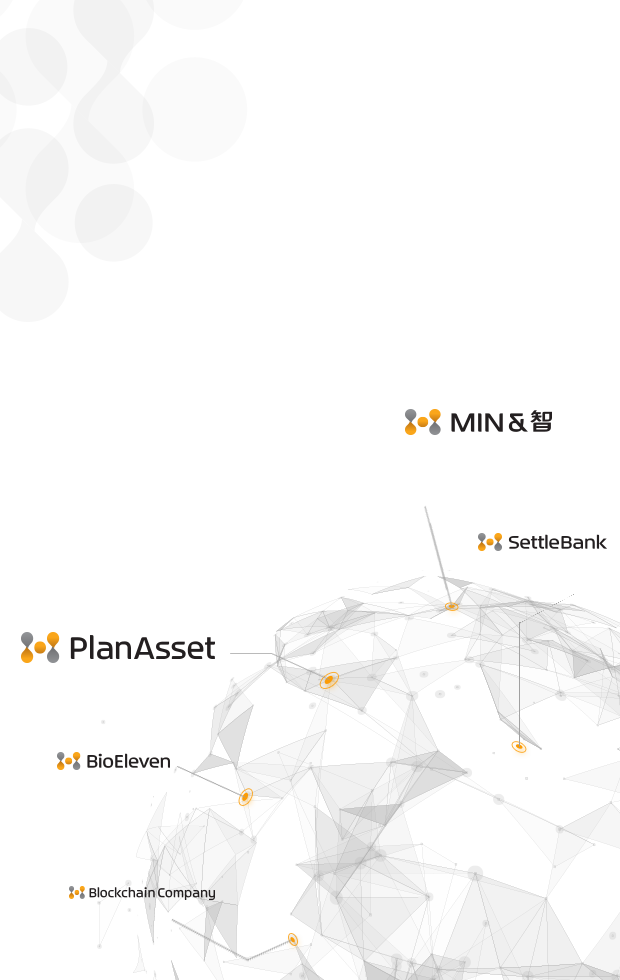 MIN&智
SettleBank
PlanAsset
BioEleven
Blockchain Company